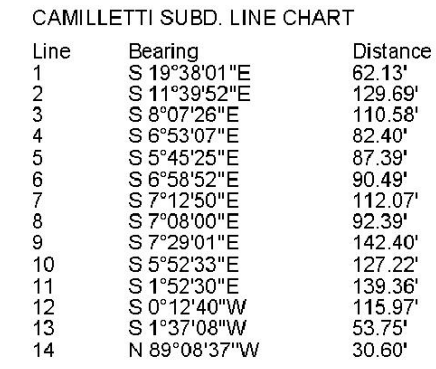 CAMILLETTI SUBD. LINE CHART
Line Bearing Distance
1 S 19°38'01"E 62.13'
2 S 11°39'52"E 129.69'
3 S 8°07'26"E 110.58'
4 S 6°53'07"E 82.40'
5 S 5°45'25"E 87.39'
6 S 6°58'52"E 90.49'
7 S 7°12'50"E 112.07'
8 S 7°08'00"E 92.39'
9 S 7°29'01"E 142.40'
10 S 5°52'33"E 127.22'
11 S 1°52'30"E 139.36'
12 S 0°12'40"W 115.97'
13 S 1°37'08"W 53.75'
14 N 89°08'37"W 30.60'